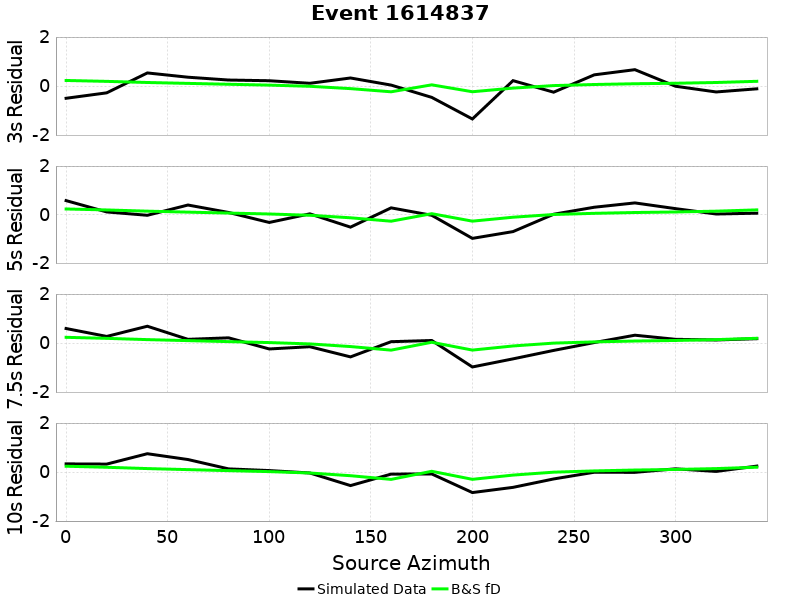 Event 1614837
3s Residual
2
0
-2
5s Residual
2
0
-2
7.5s Residual
2
0
-2
10s Residual
2
0
-2
0 50 100 150 200 250 300
Source Azimuth
Simulated Data B&S fD